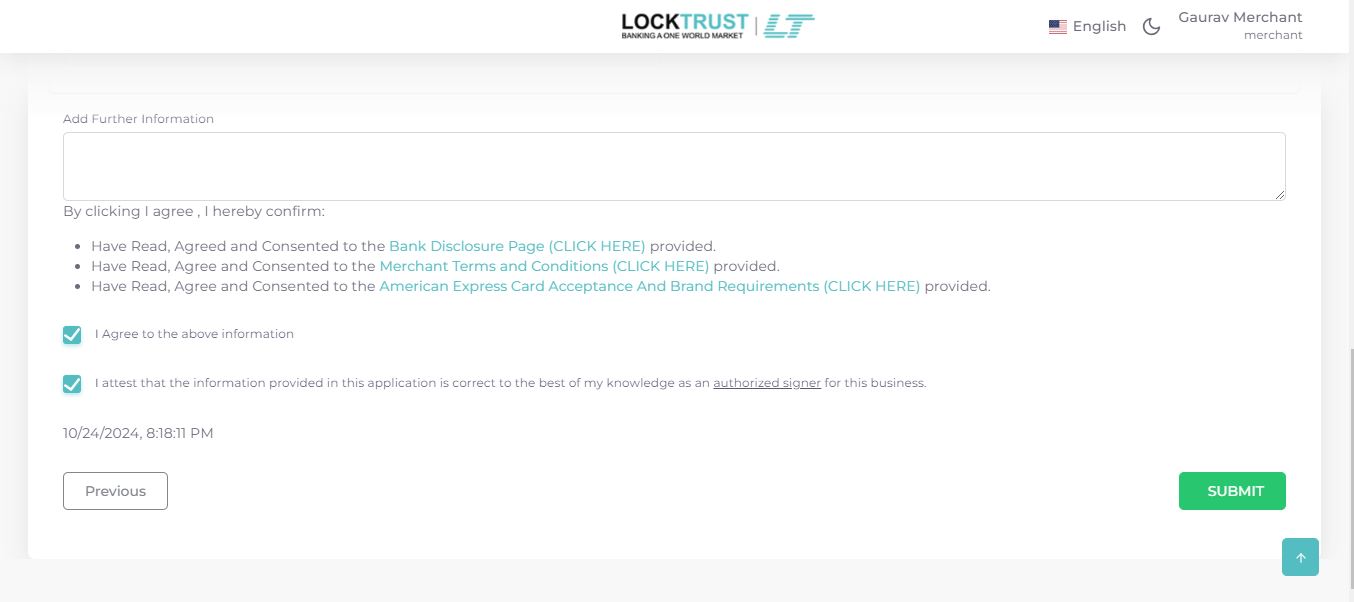 LOCKTRUST | LT
BANKING A ONE WORLD MARKET
English
Gaurav Merchant
merchant
Add Further Information
By clicking I agree , I hereby confirm:
Have Read, Agreed and Consented to the Bank Disclosure Page (CLICK HERE) provided.
Have Read, Agree and Consented to the Merchant Terms and Conditions (CLICK HERE) provided.
Have Read, Agree and Consented to the American Express Card Acceptance And Brand Requirements (CLICK HERE) provided.
I Agree to the above information
I attest that the information provided in this application is correct to the best of my knowledge as an authorized signer for this business.
10/24/2024, 8:18:11 PM
Previous
SUBMIT